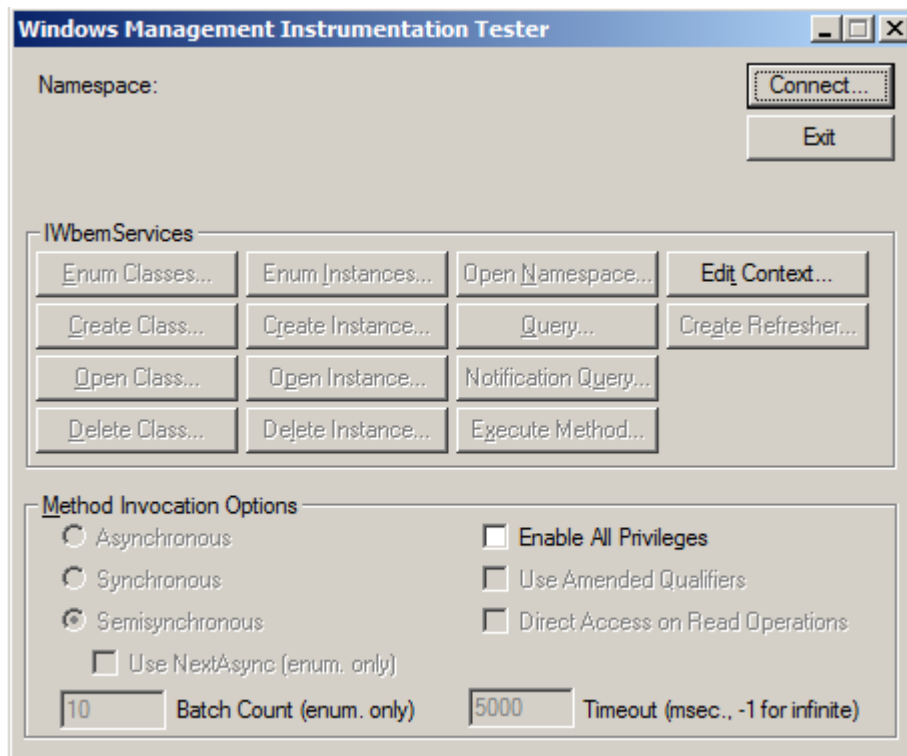 Windows Management Instrumentation Tester
Namespace:
Connect...
Exit
IWbemServices
Enum Classes... Enum Instances... Open Namespace... Edit Context...
Create Class... Create Instance... Query... Create Refresher...
Open Class... Open Instance... Notification Query...
Delete Class... Delete Instance... Execute Method...
Method Invocation Options
Asynchronous Enable All Privileges
Synchronous Use Amended Qualifiers
Semisynchronous Direct Access on Read Operations
Use NextAsync (enum. only)
10 Batch Count (enum. only) 5000 Timeout (msec., -1 for infinite)